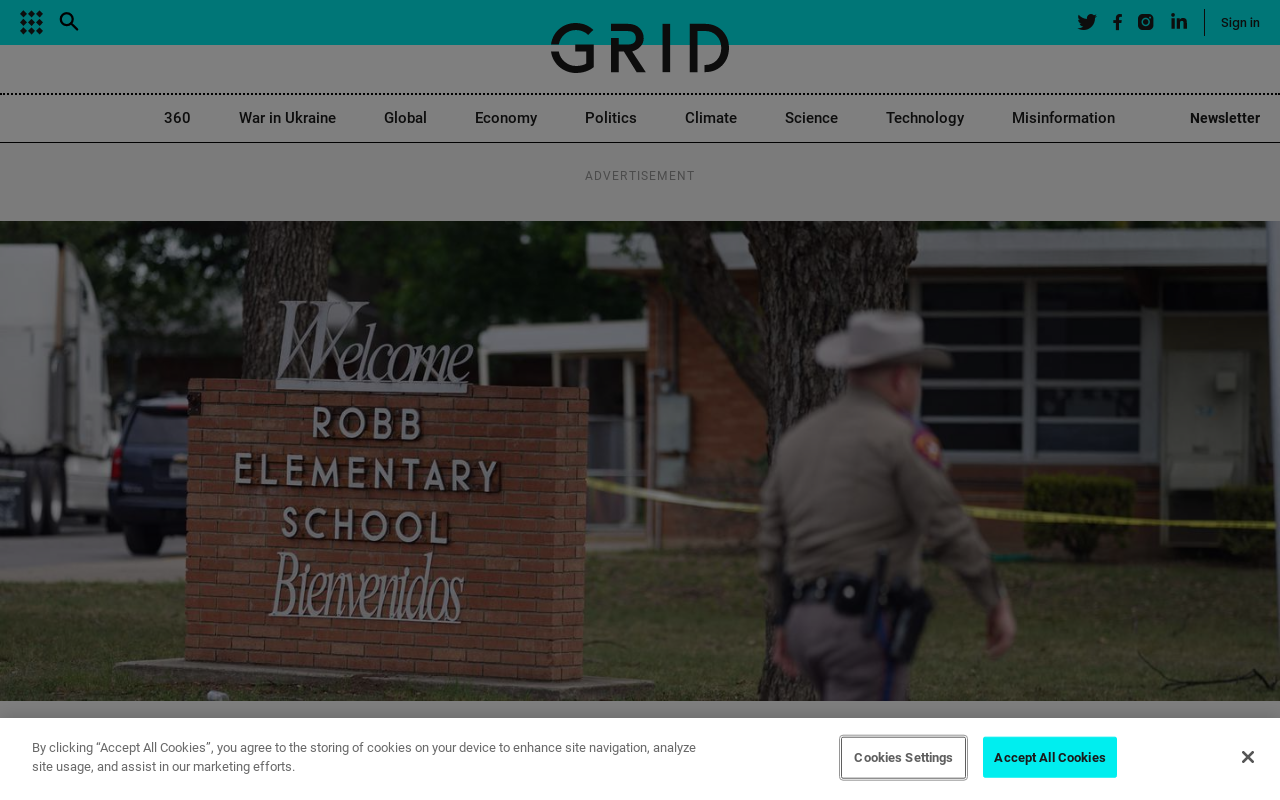 Sign in
GRID
360 War in Ukraine Global Economy Politics Climate Science Technology Misinformation Newsletter
ADVERTISEMENT
Welcome
ROBB
ELEMENTARY
SCHOOL
Bienvenidos
By clicking “Accept All Cookies”, you agree to the storing of cookies on your device to enhance site navigation, analyze
site usage, and assist in our marketing efforts.
Cookies Settings
Accept All Cookies